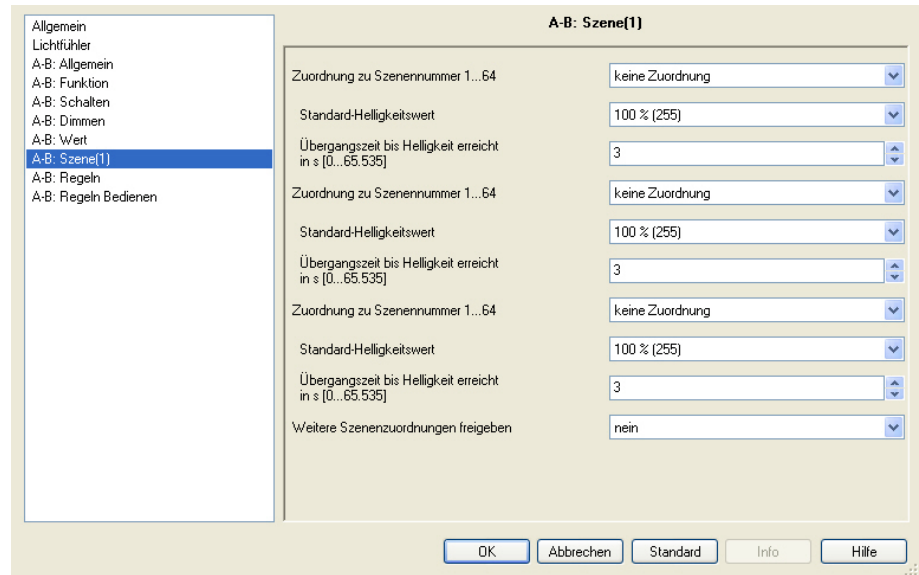 Allgemein
Lichtfühler
A-B: Allgemein
A-B: Funktion
A-B: Schalten
A-B: Dimmen
A-B: Wert
A-B: Szene(1)
A-B: Regeln
A-B: Regeln Bedienen
A-B: Szene(1)
Zuordnung zu Szenennummer 1...64
keine Zuordnung
Standard-Helligkeitswert
100 % (255)
Übergangszeit bis Helligkeit erreicht
in s [0...65.535]
3
Zuordnung zu Szenennummer 1...64
keine Zuordnung
Standard-Helligkeitswert
100 % (255)
Übergangszeit bis Helligkeit erreicht
in s [0...65.535]
3
Zuordnung zu Szenennummer 1...64
keine Zuordnung
Standard-Helligkeitswert
100 % (255)
Übergangszeit bis Helligkeit erreicht
in s [0...65.535]
3
Weitere Szenenzuordnungen freigeben
nein
OK
Abbrechen
Standard
Info
Hilfe